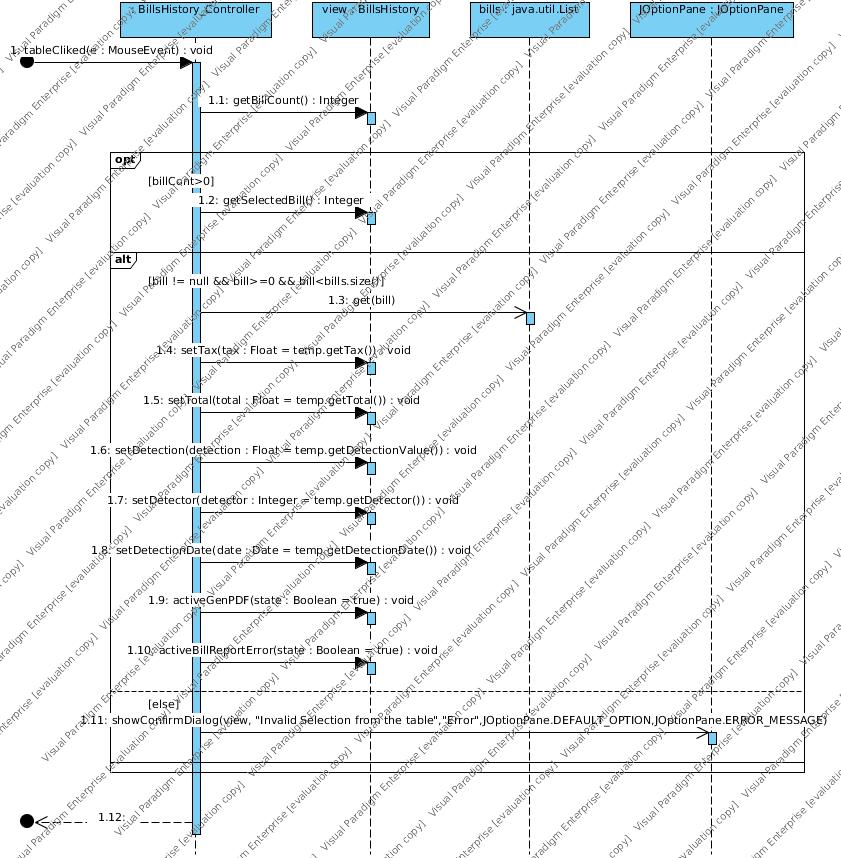 : BillsHistory Controller
view : BillsHistory
bills : java.util.List
JOptionPane : JOptionPane
1: tableCliked(e : MouseEvent) : void
1.1: getBillCount() : Integer
opt
[billCont>0]
1.2: getSelectedBill() : Integer
alt
[bill != null && bill>=0 && bill<bills.size()]
1.3: get(bill)
1.4: setTax(tax : Float = temp.getTax()) : void
1.5: setTotal(total : Float = temp.getTotal()) : void
1.6: setDetection(detection : Float = temp.getDetectionValue()) : void
1.7: setDetector(detector : Integer = temp.getDetector()) : void
1.8: setDetectionDate(date : Date = temp.getDetectionDate()) : void
1.9: activeGenPDF(state : Boolean = true) : void
1.10: activeBillReportError(state : Boolean = true) : void
[else]
1.11: showConfirmDialog(view, "Invalid Selection from the table","Error",JOptionPane.DEFAULT_OPTION,JOptionPane.ERROR_MESSAGE)
1.12:
Visual Paradigm Enterprise [evaluation copy]